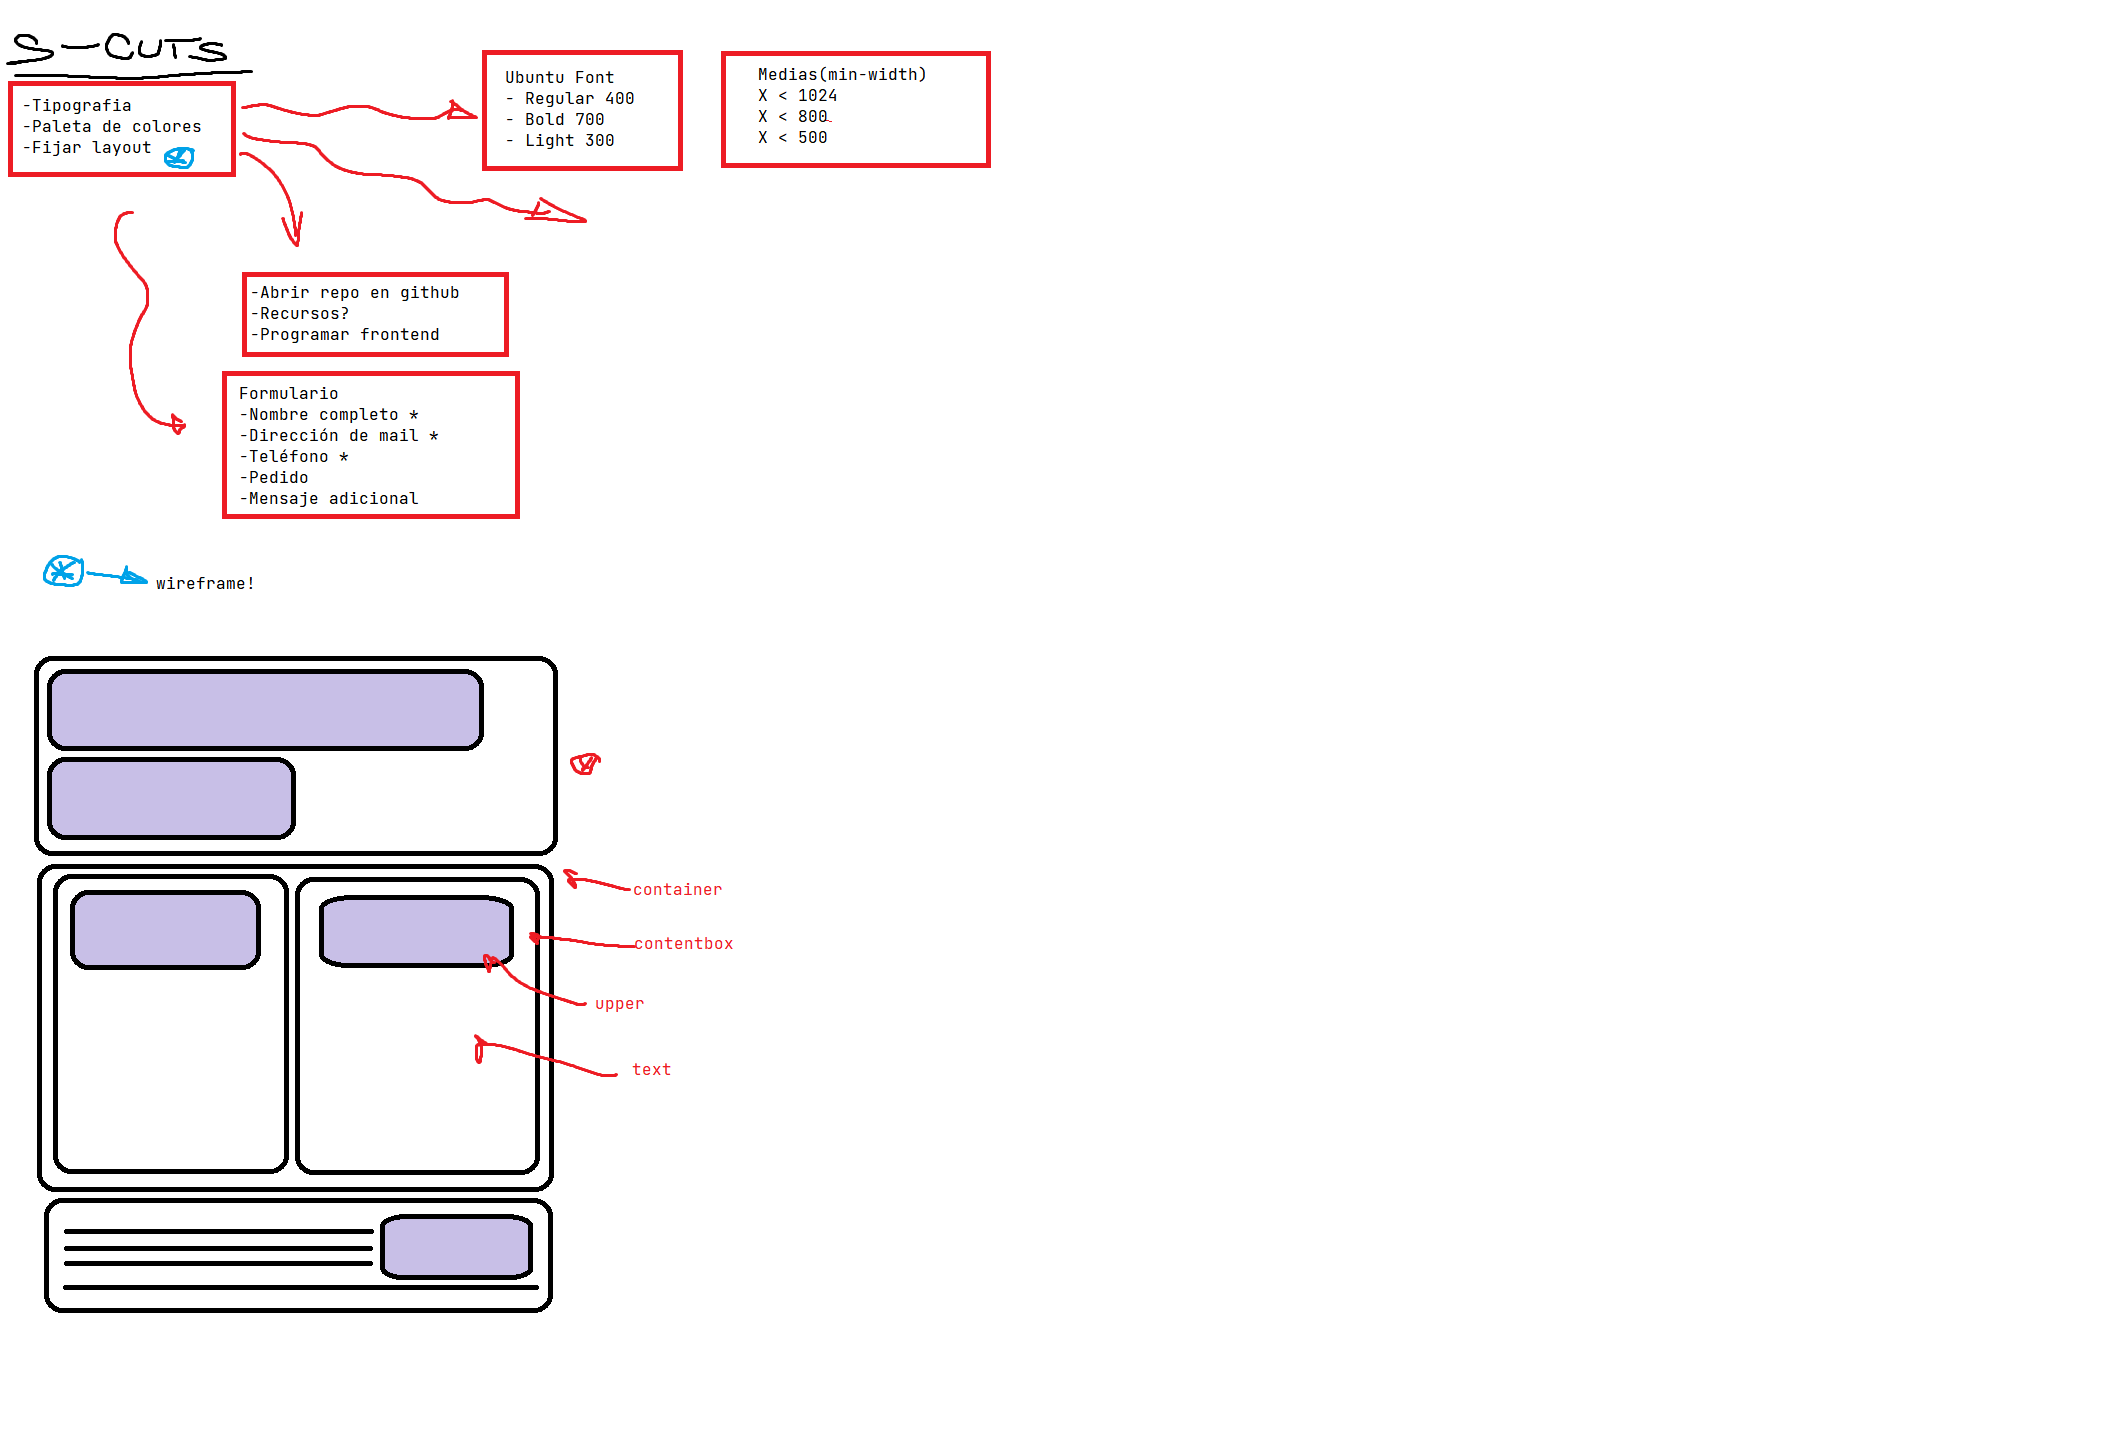 S-CUTS
-Tipografia
-Paleta de colores
-Fijar layout
Ubuntu Font
- Regular 400
- Bold 700
- Light 300
Medias(min-width)
X < 1024
X < 800
X < 500
-Abrir repo en github
-Recursos?
-Programar frontend
Formulario
-Nombre completo *
-Dirección de mail *
-Teléfono *
-Pedido
-Mensaje adicional
wireframe!
container
contentbox
upper
text